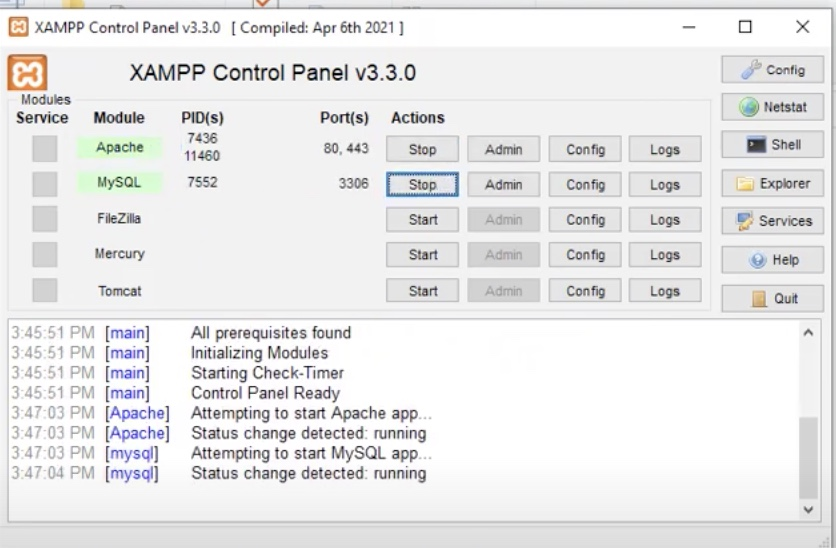 XAMPP Control Panel v3.3.0 [ Compiled: Apr 6th 2021 ]
XAMPP Control Panel v3.3.0
Config
Modules
Service Module PID(s) Port(s) Actions
Netstat
Apache 7436 11460 80, 443 Stop Admin Config Logs
Shell
MySQL 7552 3306 Stop Admin Config Logs
Explorer
FileZilla Start Admin Config Logs
Services
Mercury Start Admin Config Logs
Help
Tomcat Start Admin Config Logs
Quit
3:45:51 PM [main] All prerequisites found
3:45:51 PM [main] Initializing Modules
3:45:51 PM [main] Starting Check-Timer
3:45:51 PM [main] Control Panel Ready
3:47:03 PM [Apache] Attempting to start Apache app...
3:47:03 PM [Apache] Status change detected: running
3:47:03 PM [mysql] Attempting to start MySQL app...
3:47:04 PM [mysql] Status change detected: running